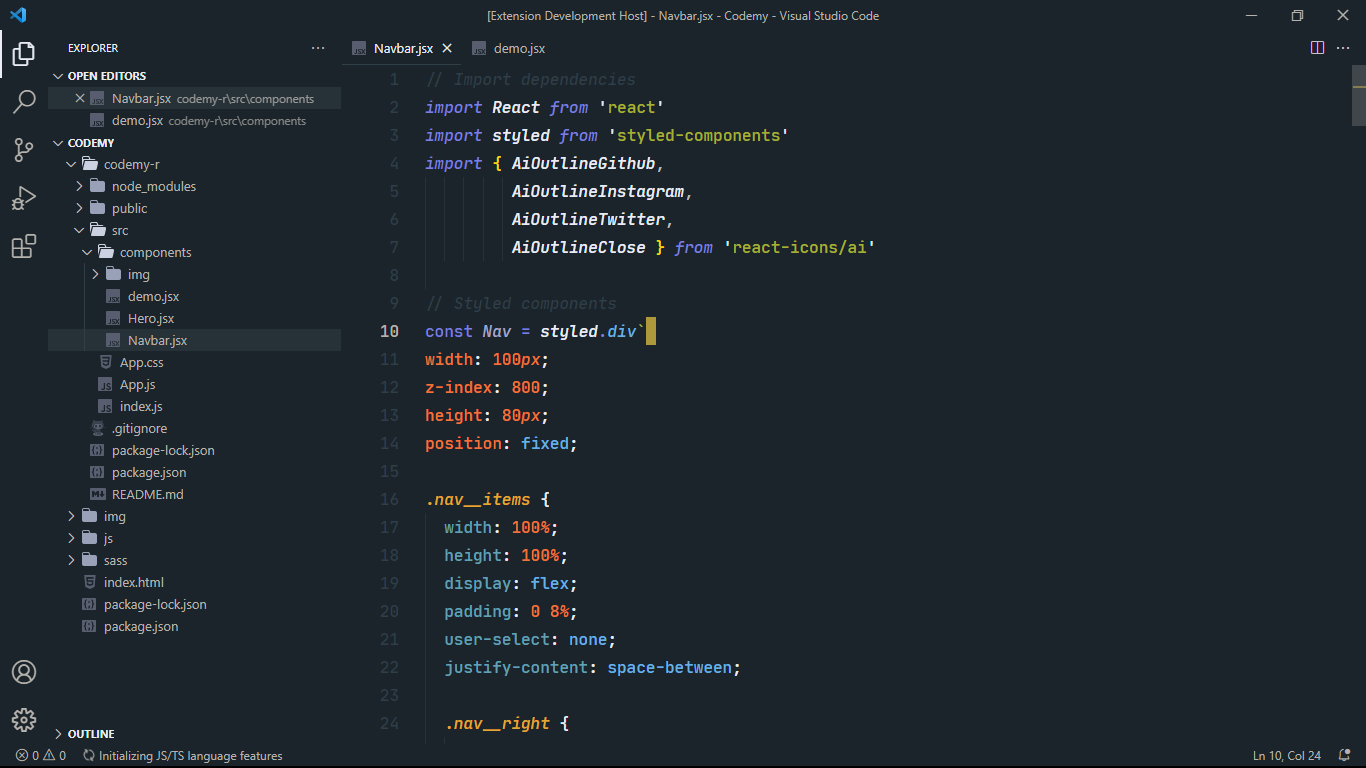 [Extension Development Host] - Navbar.jsx - Codemy - Visual Studio Code
EXPLORER
OPEN EDITORS
Navbar.jsx codemy-r\src\components
demo.jsx codemy-r\src\components
CODEMY
codemy-r
node_modules
public
src
components
img
demo.jsx
Hero.jsx
Navbar.jsx
App.css
App.js
index.js
.gitignore
package-lock.json
package.json
README.md
img
js
sass
index.html
package-lock.json
package.json
OUTLINE
Navbar.jsx demo.jsx
1 // Import dependencies
2 import React from 'react'
3 import styled from 'styled-components'
4 import { AiOutlineGithub,
5 AiOutlineInstagram,
6 AiOutlineTwitter,
7 AiOutlineClose } from 'react-icons/ai'
8
9 // Styled components
10 const Nav = styled.div`
11 width: 100px;
12 z-index: 800;
13 height: 80px;
14 position: fixed;
15
16 .nav__items {
17 width: 100%;
18 height: 100%;
19 display: flex;
20 padding: 0 8%;
21 user-select: none;
22 justify-content: space-between;
23
24 .nav__right {
0 0 Initializing JS/TS language features
Ln 10, Col 24